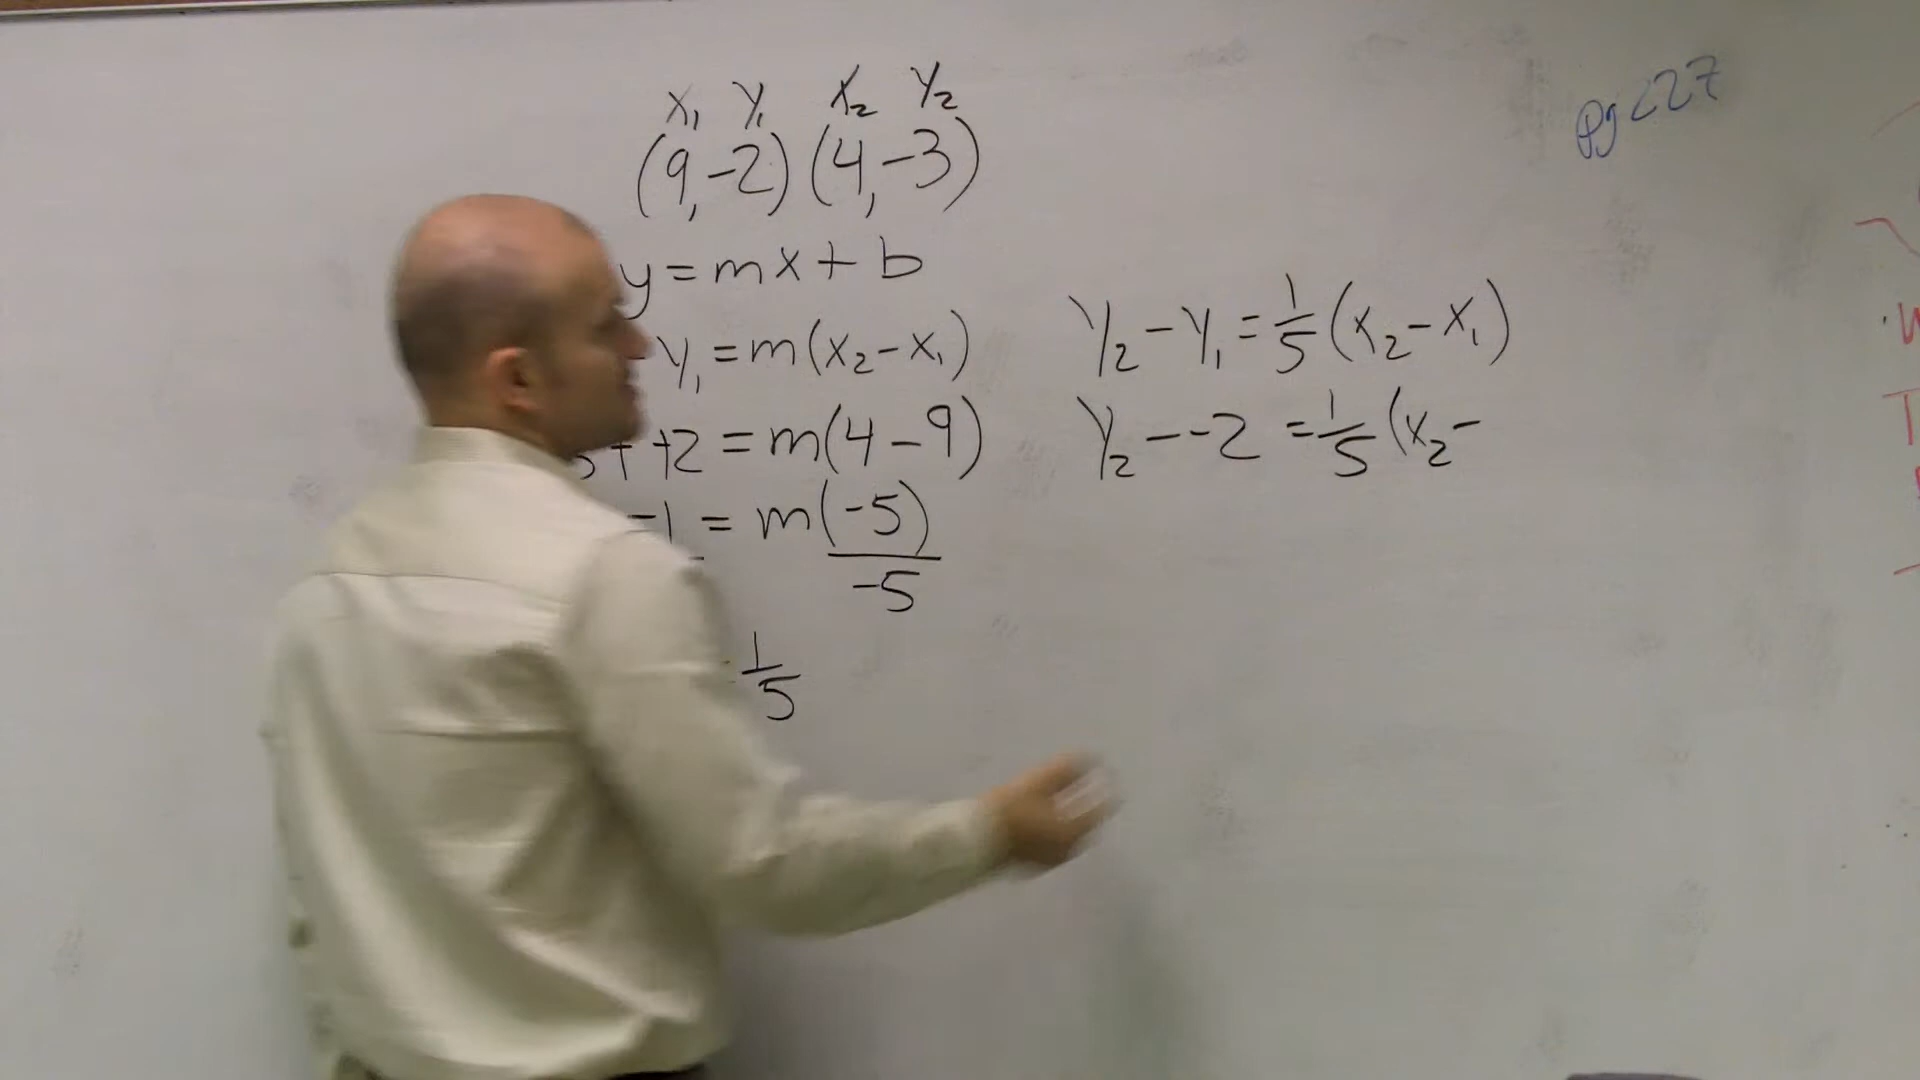 x₁ y₁ x₂ y₂
(9,-2) (4,-3)
y=mx+b
-y₁=m(x₂-x₁)
+2=m(4-9)
-1=m(-5)
-5
1/5
y₂-y₁=1/5(x₂-x₁)
y₂--2=1/5(x₂-
pg 227